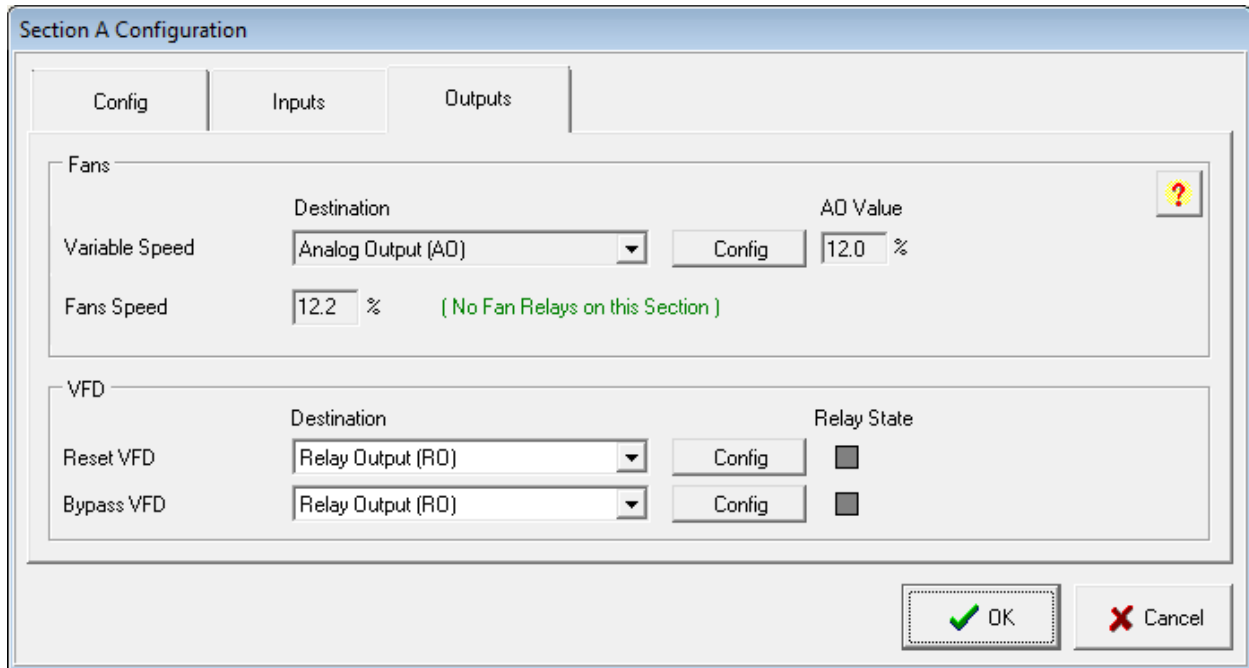 Section A Configuration
Config Inputs Outputs
Fans
?
Destination AO Value
Variable Speed Analog Output (AO) Config 12.0 %
Fans Speed 12.2 % ( No Fan Relays on this Section )
VFD
Destination Relay State
Reset VFD Relay Output (RO) Config
Bypass VFD Relay Output (RO) Config
OK Cancel